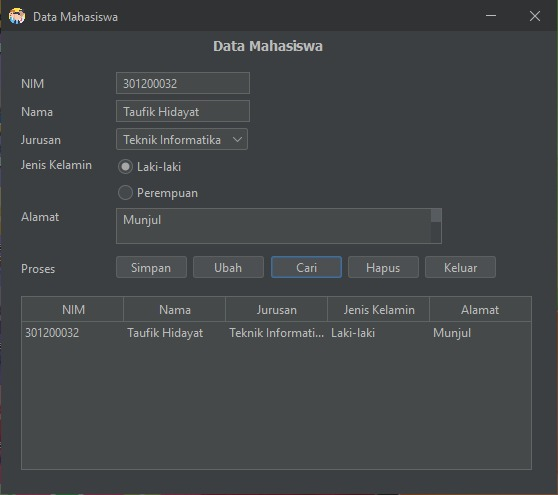 Data Mahasiswa
Data Mahasiswa
NIM 301200032
Nama Taufik Hidayat
Jurusan Teknik Informatika
Jenis Kelamin Laki-laki
Perempuan
Alamat Munjul
Proses Simpan Ubah Cari Hapus Keluar
NIM Nama Jurusan Jenis Kelamin Alamat
301200032 Taufik Hidayat Teknik Informati... Laki-laki Munjul